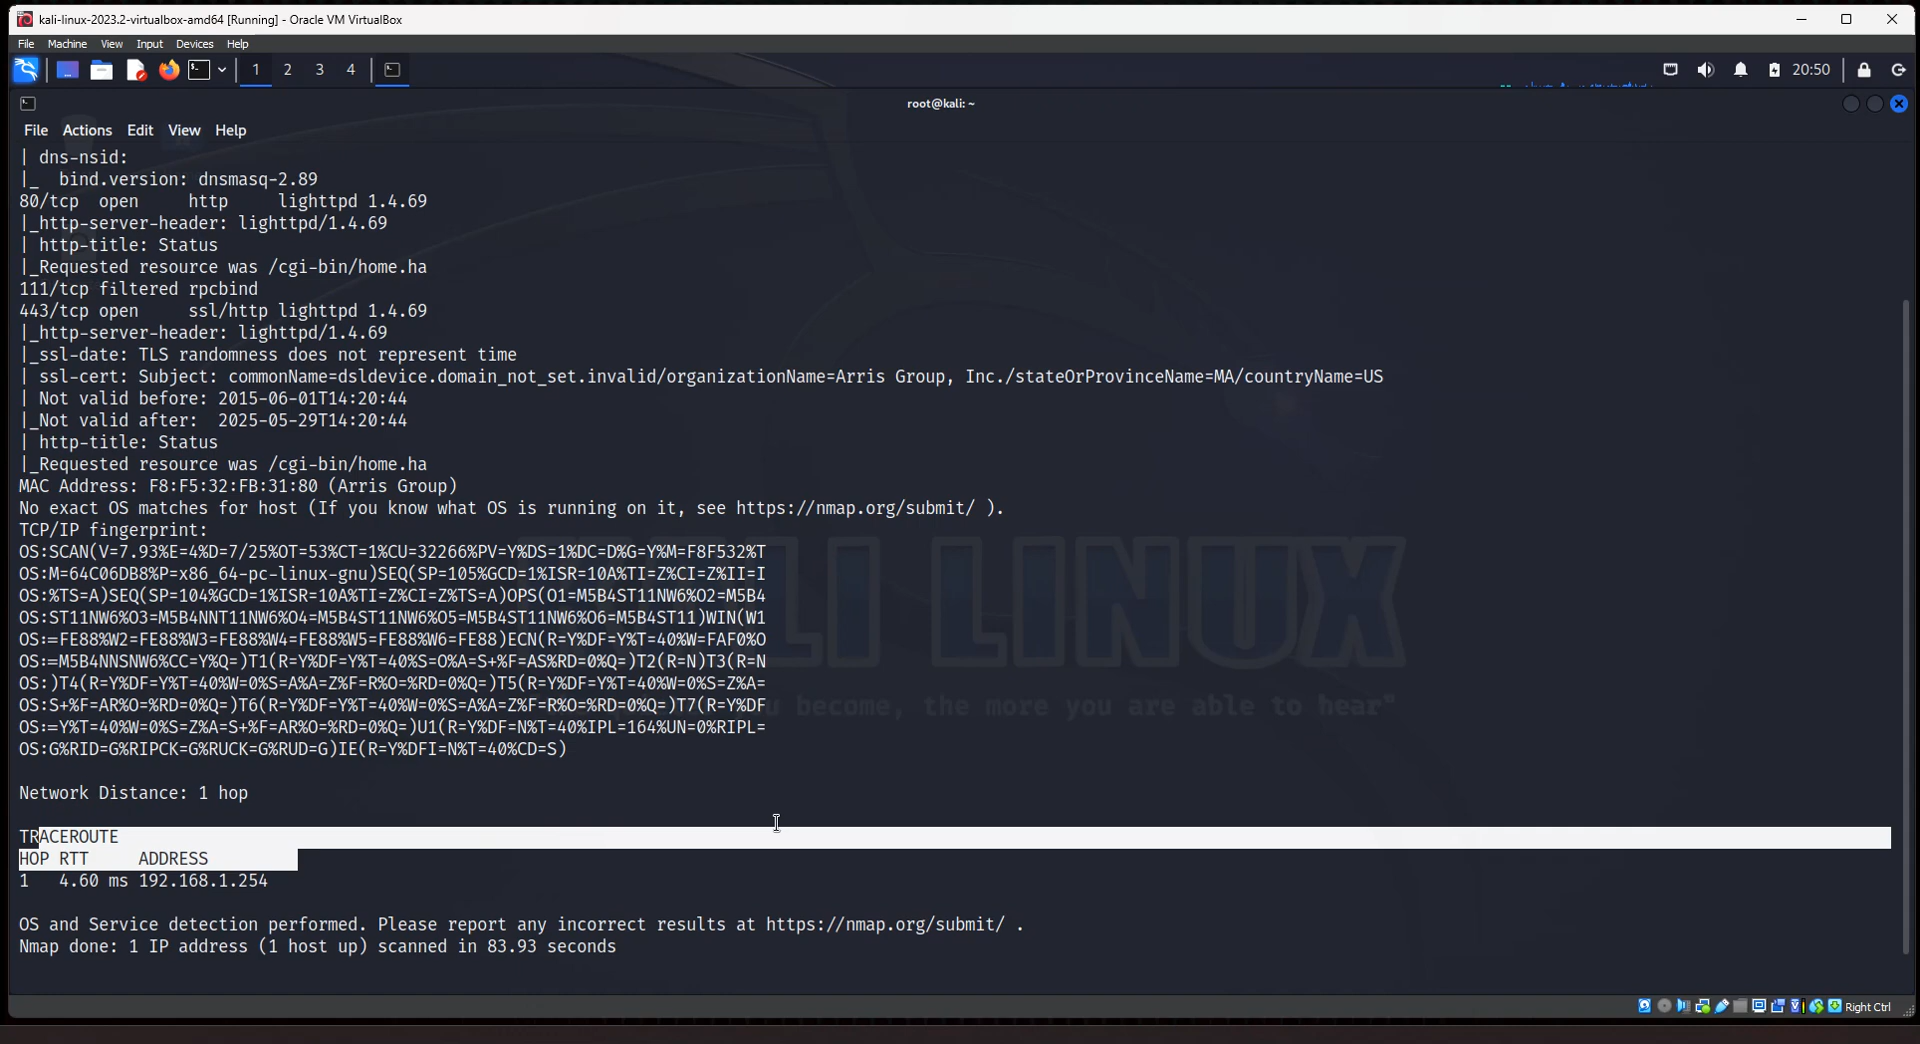 kali-linux-2023.2-virtualbox-amd64 [Running] - Oracle VM VirtualBox
File Machine View Input Devices Help
1 2 3 4 20:50
root@kali: ~
File Actions Edit View Help
| dns-nsid:
|_  bind.version: dnsmasq-2.89
80/tcp  open     http     lighttpd 1.4.69
|_http-server-header: lighttpd/1.4.69
| http-title: Status
|_Requested resource was /cgi-bin/home.ha
111/tcp filtered rpcbind
443/tcp open     ssl/http lighttpd 1.4.69
|_http-server-header: lighttpd/1.4.69
|_ssl-date: TLS randomness does not represent time
| ssl-cert: Subject: commonName=dsldevice.domain_not_set.invalid/organizationName=Arris Group, Inc./stateOrProvinceName=MA/countryName=US
| Not valid before: 2015-06-01T14:20:44
|_Not valid after:  2025-05-29T14:20:44
| http-title: Status
|_Requested resource was /cgi-bin/home.ha
MAC Address: F8:F5:32:FB:31:80 (Arris Group)
No exact OS matches for host (If you know what OS is running on it, see https://nmap.org/submit/ ).
TCP/IP fingerprint:
OS:SCAN(V=7.93%E=4%D=7/25%OT=53%CT=1%CU=32266%PV=Y%DS=1%DC=D%G=Y%M=F8F532%T
OS:M=64C06DB8%P=x86_64-pc-linux-gnu)SEQ(SP=105%GCD=1%ISR=10A%TI=Z%CI=Z%II=I
OS:%TS=A)SEQ(SP=104%GCD=1%ISR=10A%TI=Z%CI=Z%TS=A)OPS(O1=M5B4ST11NW6%O2=M5B4
OS:ST11NW6%O3=M5B4NNT11NW6%O4=M5B4ST11NW6%O5=M5B4ST11NW6%O6=M5B4ST11)WIN(W1
OS:=FE88%W2=FE88%W3=FE88%W4=FE88%W5=FE88%W6=FE88)ECN(R=Y%DF=Y%T=40%W=FAF0%O
OS:=M5B4NNSNW6%CC=Y%Q=)T1(R=Y%DF=Y%T=40%S=O%A=S+%F=AS%RD=0%Q=)T2(R=N)T3(R=N
OS:)T4(R=Y%DF=Y%T=40%W=0%S=A%A=Z%F=R%O=%RD=0%Q=)T5(R=Y%DF=Y%T=40%W=0%S=Z%A=
OS:S+%F=AR%O=%RD=0%Q=)T6(R=Y%DF=Y%T=40%W=0%S=A%A=Z%F=R%O=%RD=0%Q=)T7(R=Y%DF
OS:=Y%T=40%W=0%S=Z%A=S+%F=AR%O=%RD=0%Q=)U1(R=Y%DF=N%T=40%IPL=164%UN=0%RIPL=
OS:G%RID=G%RIPCK=G%RUCK=G%RUD=G)IE(R=Y%DFI=N%T=40%CD=S)
LI LINUX
become, the more you are able to hear"
Network Distance: 1 hop
TRACEROUTE
HOP RTT     ADDRESS
1   4.60 ms 192.168.1.254
OS and Service detection performed. Please report any incorrect results at https://nmap.org/submit/ .
Nmap done: 1 IP address (1 host up) scanned in 83.93 seconds
Right Ctrl